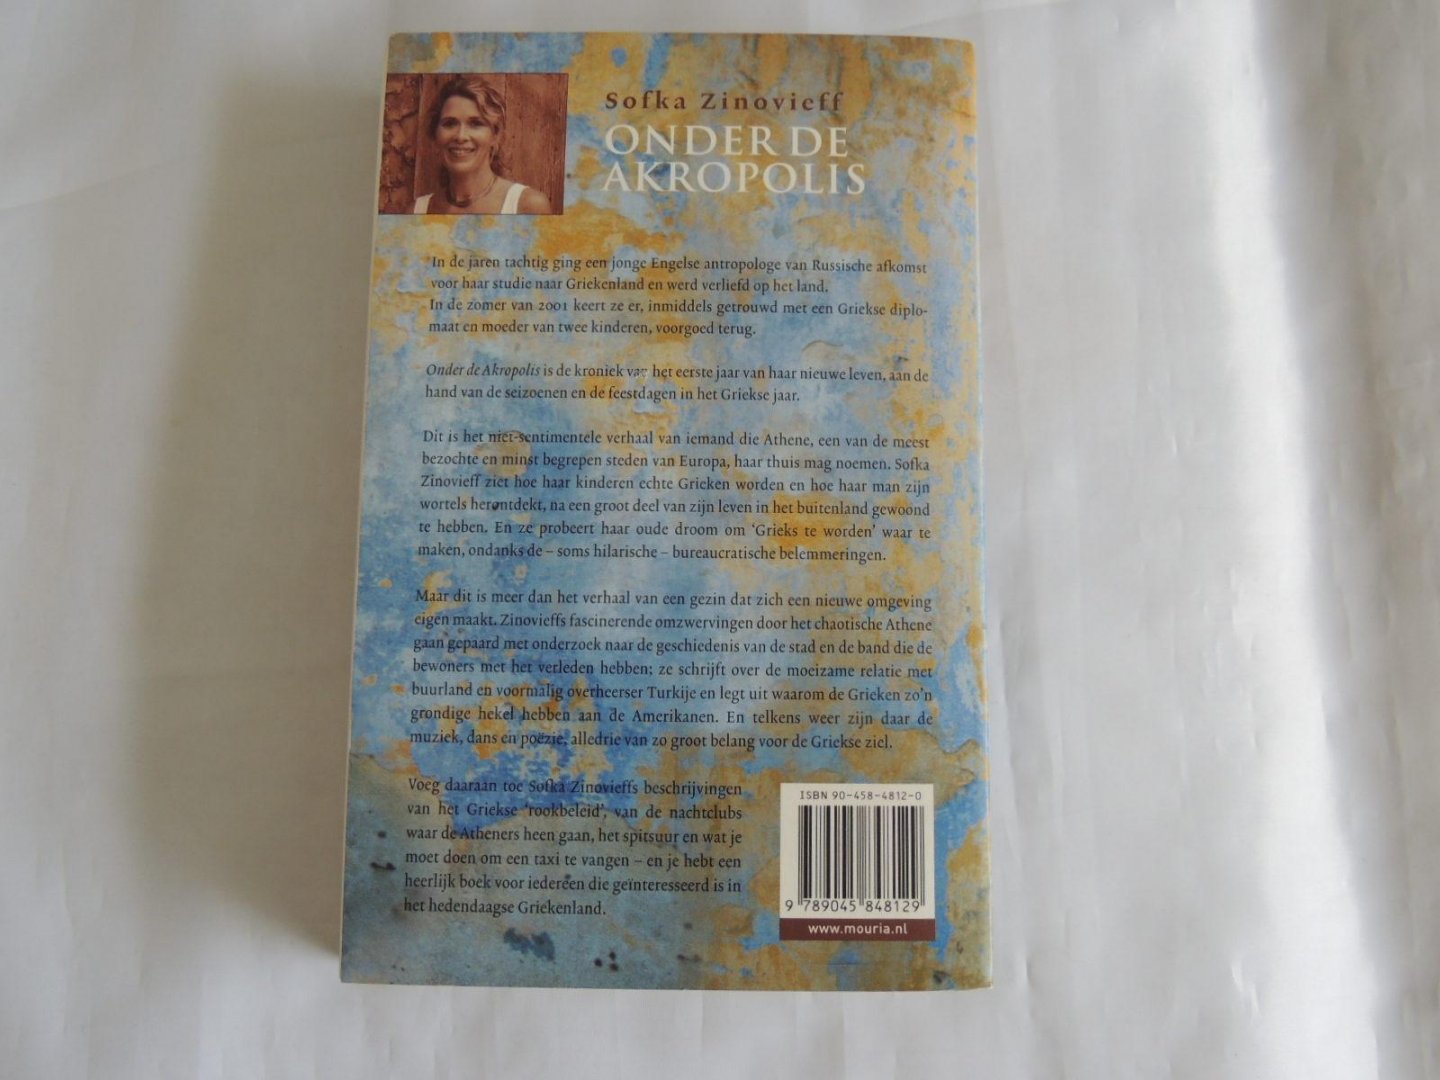 Sofka Zinovieff
ONDER DE
AKROPOLIS
In de jaren tachtig ging een jonge Engelse antropologe van Russische afkomst
voor haar studie naar Griekenland en werd verliefd op het land.
In de zomer van 2001 keert ze er, inmiddels getrouwd met een Griekse diplo-
maat en moeder van twee kinderen, voorgoed terug.
Onder de Akropolis is de kroniek van het eerste jaar van haar nieuwe leven, aan de
hand van de seizoenen en de feestdagen in het Griekse jaar.
Dit is het niet-sentimentele verhaal van iemand die Athene, een van de meest
bezochte en minst begrepen steden van Europa, haar thuis mag noemen. Sofka
Zinovieff ziet hoe haar kinderen echte Grieken worden en hoe haar man zijn
wortels herontdekt, na een groot deel van zijn leven in het buitenland gewoond
te hebben. En ze probeert haar oude droom om ‘Grieks te worden’ waar te
maken, ondanks de – soms hilarische – bureaucratische belemmeringen.
Maar dit is meer dan het verhaal van een gezin dat zich een nieuwe omgeving
eigen maakt. Zinovieffs fascinerende omzwervingen door het chaotische Athene
gaan gepaard met onderzoek naar de geschiedenis van de stad en de band die de
bewoners met het verleden hebben; ze schrijft over de moeizame relatie met
buurland en voormalig overheerser Turkije en legt uit waarom de Grieken zo’n
grondige hekel hebben aan de Amerikanen. En telkens weer zijn daar de
muziek, dans en poëzie, alledrie van zo groot belang voor de Griekse ziel.
Voeg daaraan toe Sofka Zinovieffs beschrijvingen
van het Griekse ‘rookbeleid’, van de nachtclubs
waar de Atheners heen gaan, het spitsuur en wat je
moet doen om een taxi te vangen – en je hebt een
heerlijk boek voor iedereen die geïnteresseerd is in
het hedendaagse Griekenland.
ISBN 90-458-4812-0
9 789045 848129
www.mouria.nl